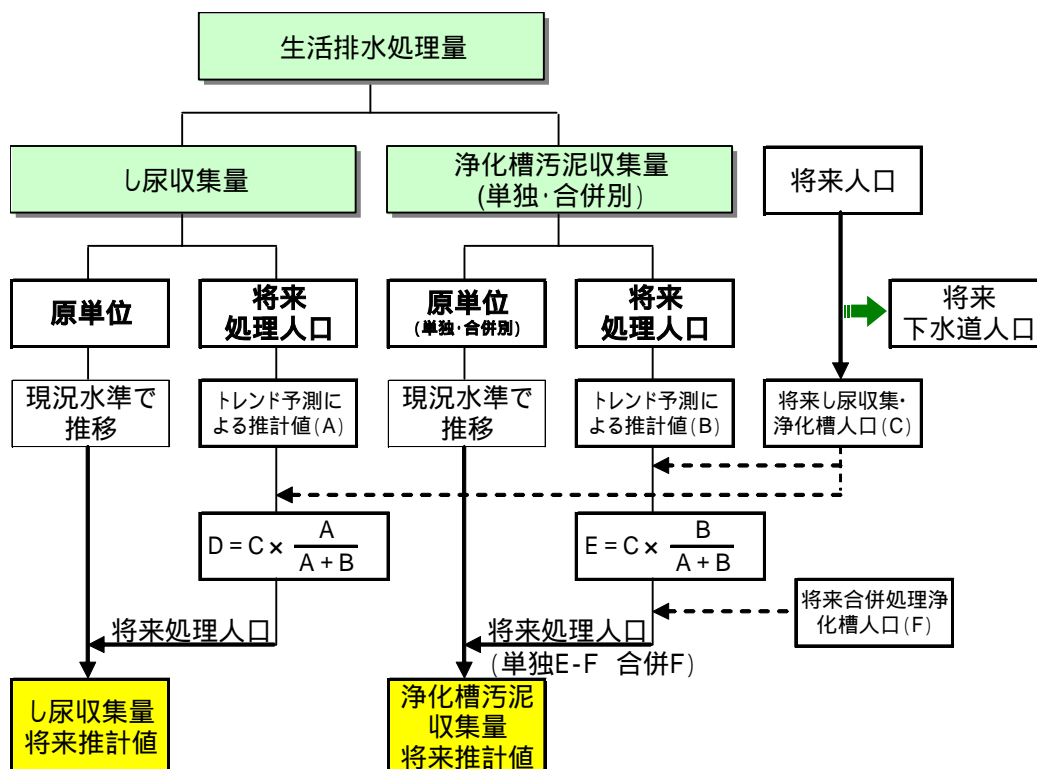 生活排水処理量
し尿収集量
浄化槽汚泥収集量
(単独･合併別)
将来人口
原単位
将来
処理人口
原単位
(単独･合併別)
将来
処理人口
将来
下水道人口
現況水準で
推移
トレンド予測に
よる推計値(A)
現況水準で
推移
トレンド予測に
よる推計値(B)
将来し尿収集･
浄化槽人口(C)
D = C × A / A + B
E = C × B / A + B
将来合併処理浄
化槽人口(F)
将来処理人口
将来処理人口
(単独E-F 合併F)
し尿収集量
将来推計値
浄化槽汚泥
収集量
将来推計値